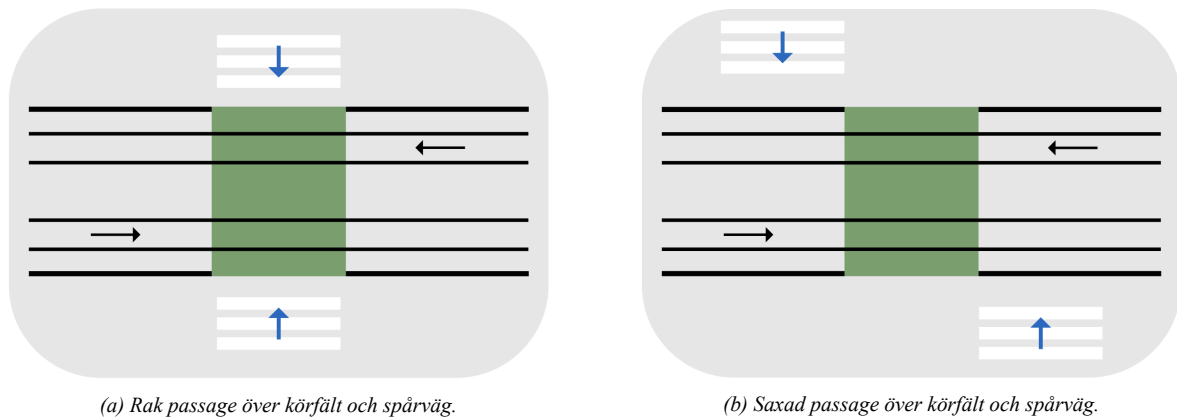 (a) Rak passage över körfält och spårväg.
(b) Saxad passage över körfält och spårväg.